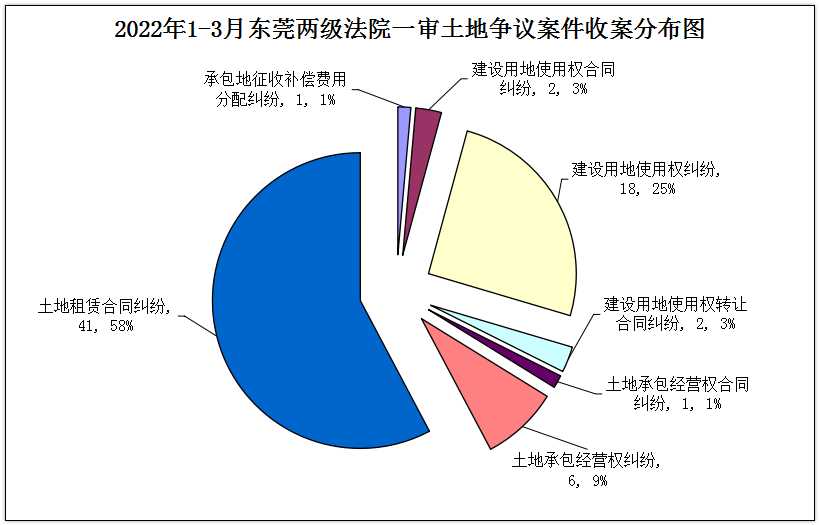 2022年1-3月东莞两级法院一审土地争议案件收案分布图
承包地征收补偿费用
分配纠纷, 1, 1%
建设用地使用权合同
纠纷, 2, 3%
建设用地使用权纠纷,
18, 25%
土地租赁合同纠纷,
41, 58%
建设用地使用权转让
合同纠纷, 2, 3%
土地承包经营权合同
纠纷, 1, 1%
土地承包经营权纠纷,
6, 9%